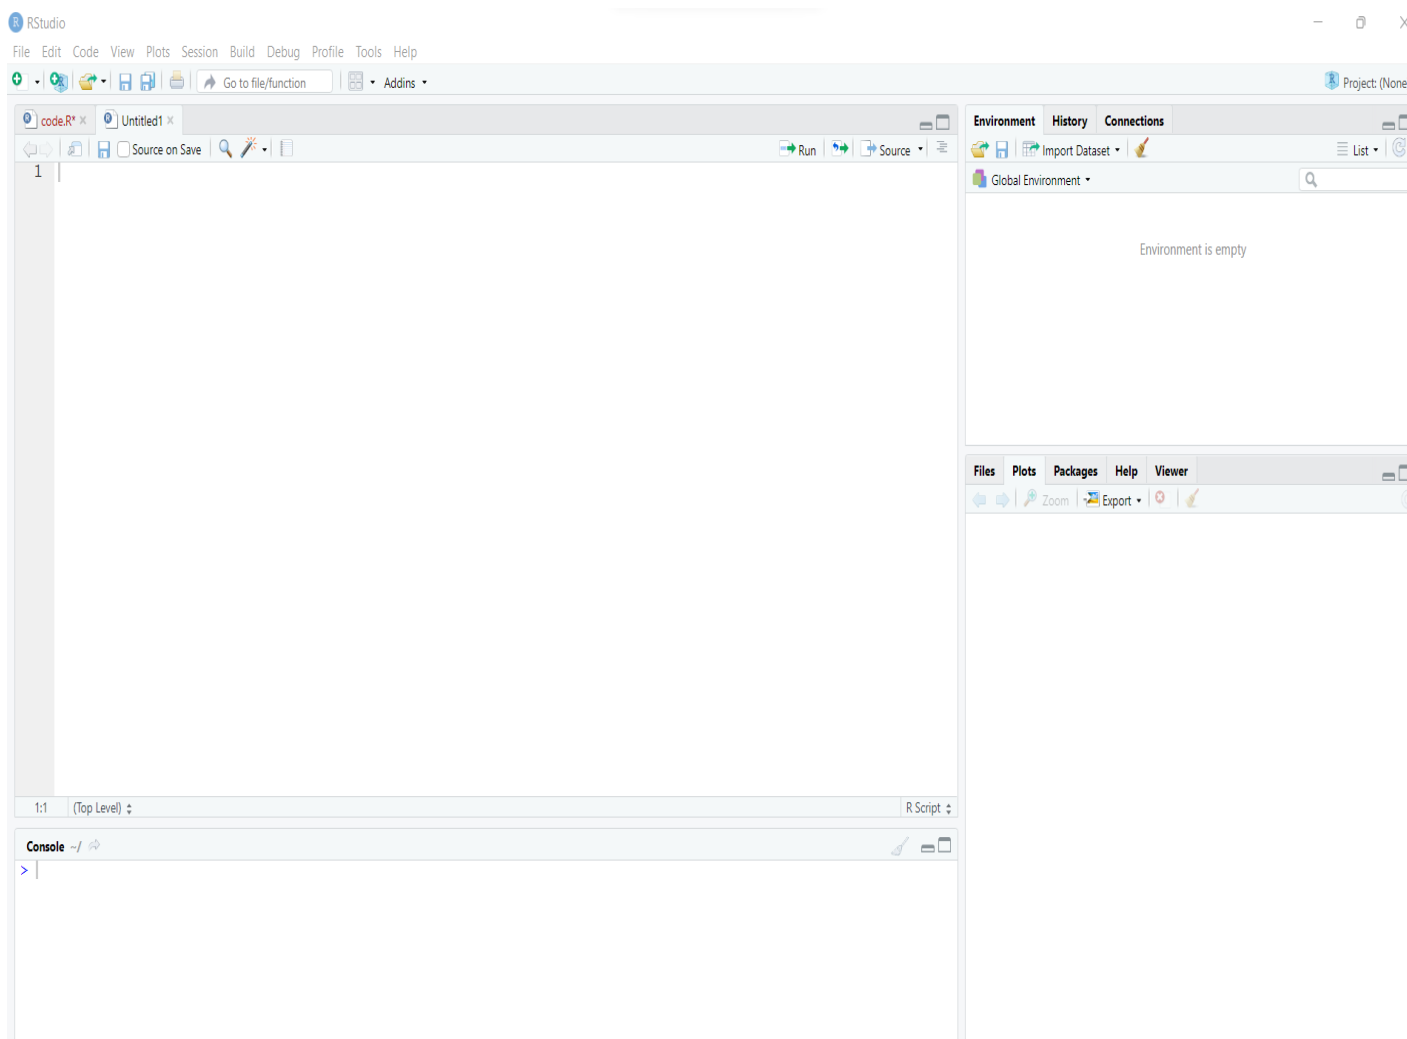 RStudio
File Edit Code View Plots Session Build Debug Profile Tools Help
Go to file/function Addins Project: (None
code.R* Untitled1
Source on Save Run Source
1
1:1 (Top Level) R Script
Console ~/
>
Environment History Connections
Import Dataset List
Global Environment
Environment is empty
Files Plots Packages Help Viewer
Zoom Export